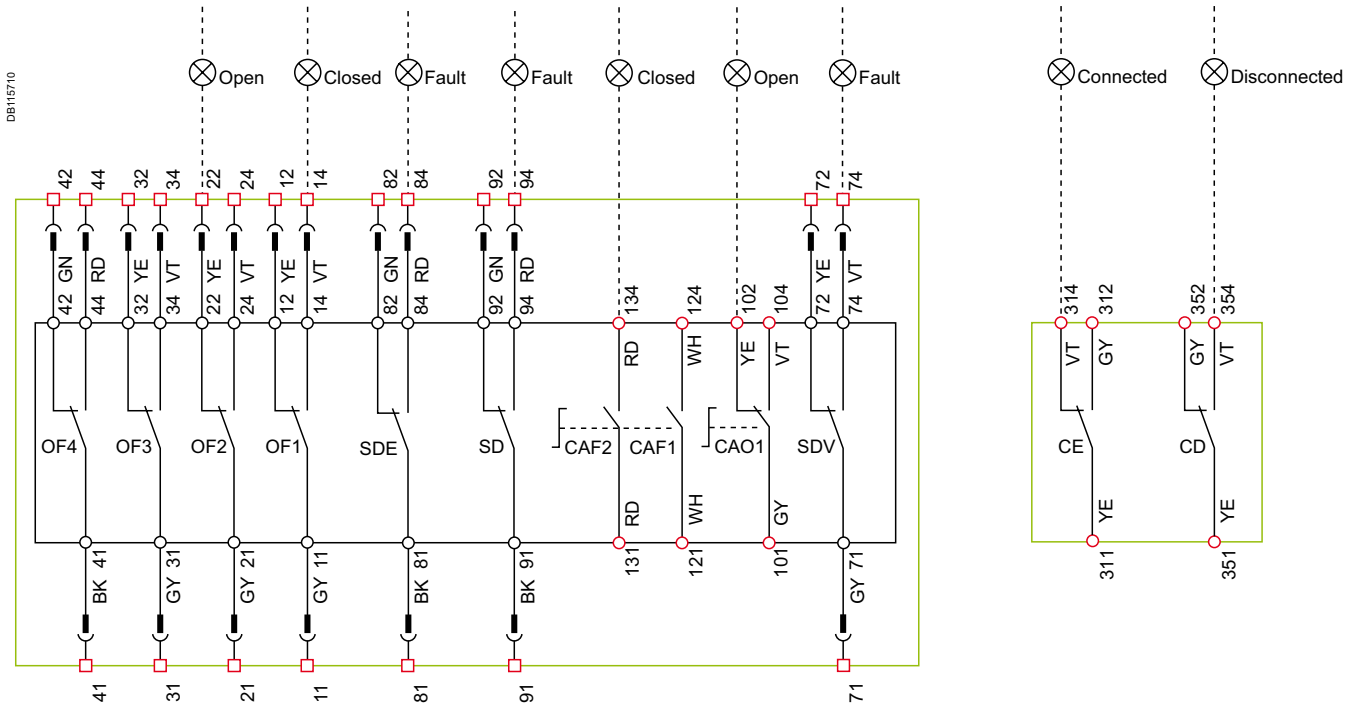 DB115710
Open Closed Fault Fault Closed Open Fault Connected Disconnected
42 44 32 34 22 24 12 14 82 84 92 94 72 74
GN RD YE VT YE VT YE VT GN RD GN RD YE VT
42 44 32 34 22 24 12 14 82 84 92 94 134 124 102 104 72 74 314 312 352 354
RD WH YE VT VT GY GY VT
OF4 OF3 OF2 OF1 SDE SD CAF2 CAF1 CAO1 SDV CE CD
RD WH GY YE YE
41 31 21 11 81 91 131 121 101 71 311 351
BK GY GY GY BK BK GY
41 31 21 11 81 91 71